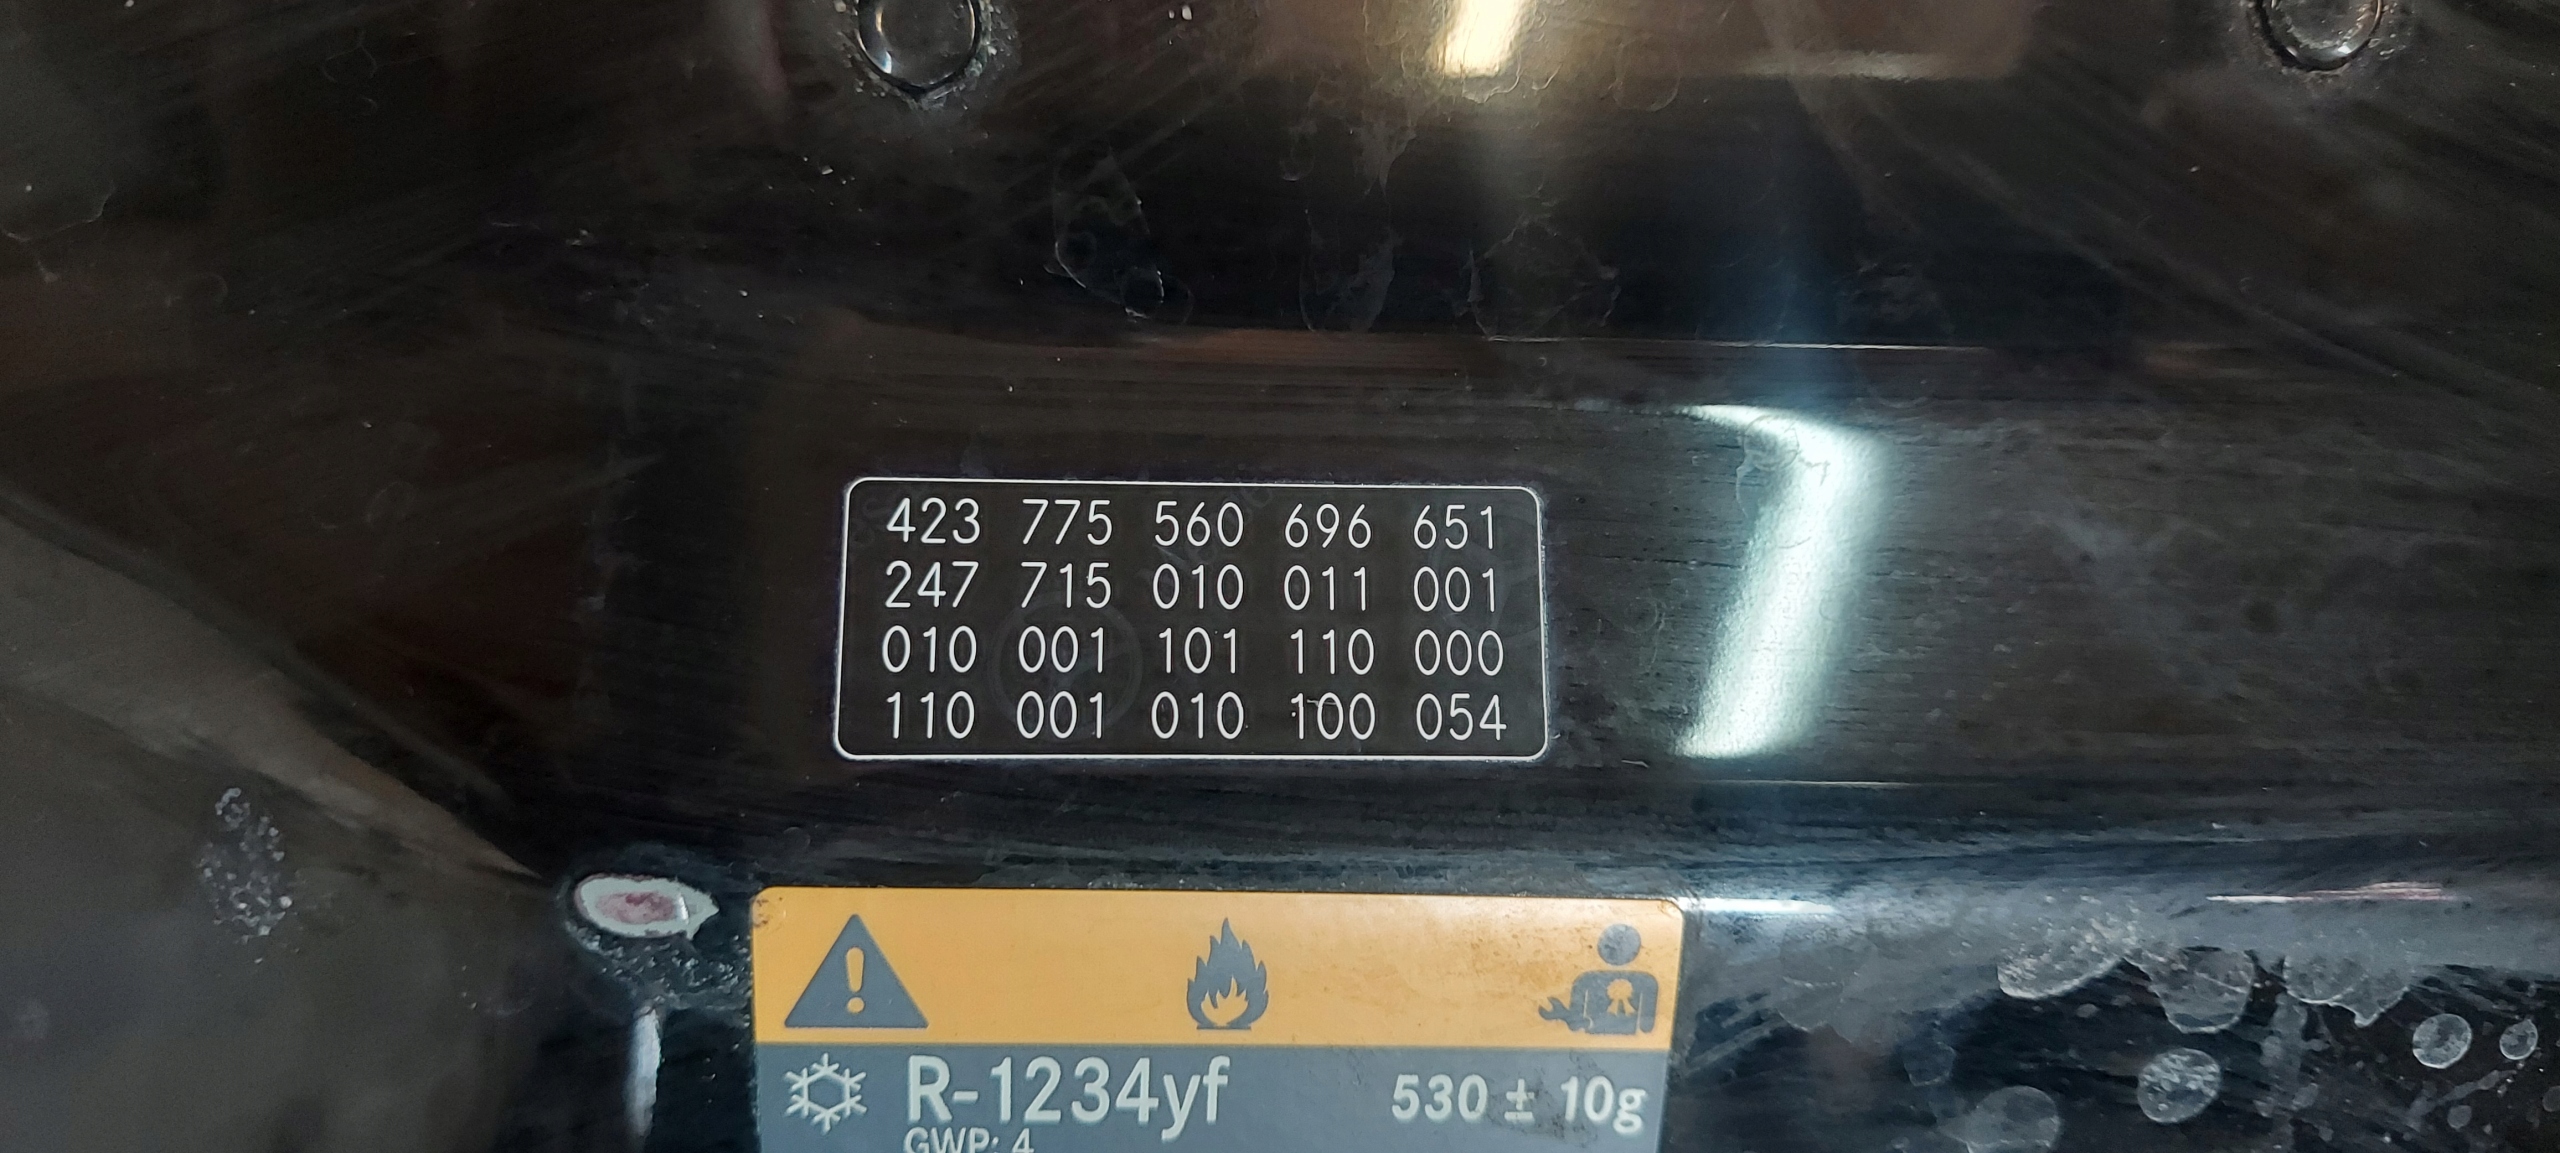 423 775 560 696 651
247 715 010 011 001
010 001 101 110 000
110 001 010 100 054
R-1234yf 530 ± 10g
GWP: 4